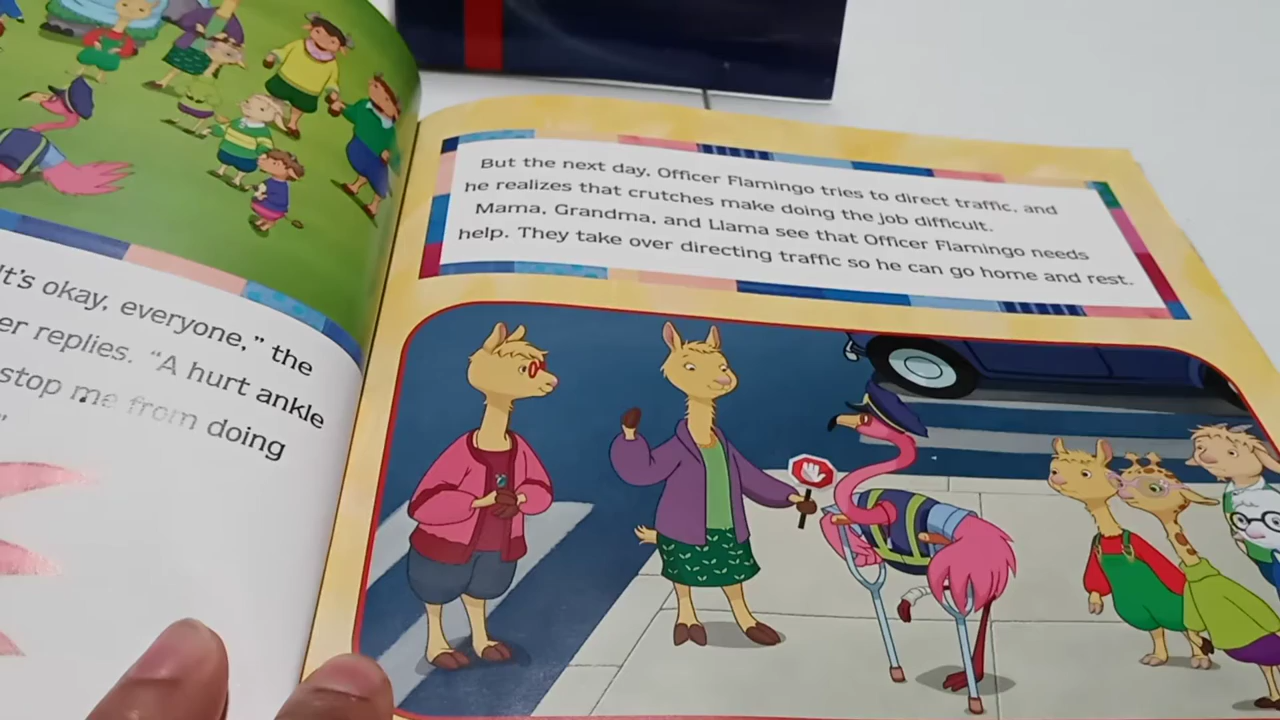 It's okay, everyone," the
er replies. "A hurt ankle
stop me from doing
"
But the next day, Officer Flamingo tries to direct traffic, and
he realizes that crutches make doing the job difficult.
Mama, Grandma, and Llama see that Officer Flamingo needs
help. They take over directing traffic so he can go home and rest.